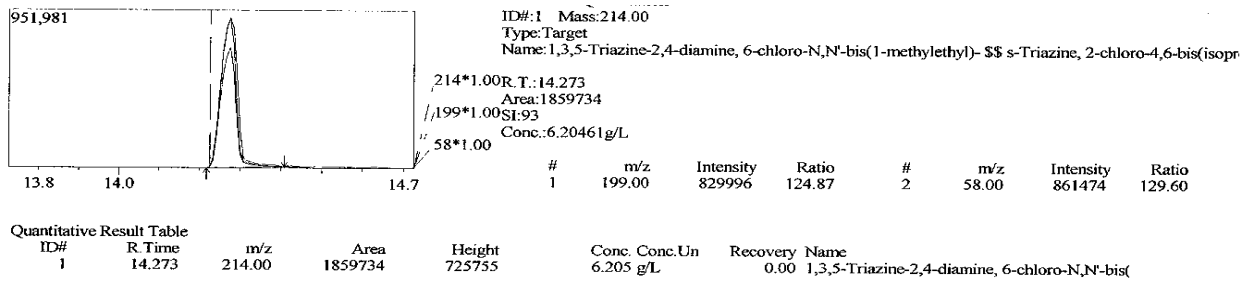 951,981
ID#:1 Mass:214.00
Type:Target
Name:1,3,5-Triazine-2,4-diamine, 6-chloro-N,N'-bis(1-methylethyl)- $$ s-Triazine, 2-chloro-4,6-bis(isopr
214*1.00 R.T.:14.273
Area:1859734
199*1.00 SI:93
Conc.:6.20461g/L
58*1.00
# m/z Intensity Ratio # m/z Intensity Ratio
1 199.00 829996 124.87 2 58.00 861474 129.60
13.8 14.0 14.7
Quantitative Result Table
ID# R.Time m/z Area Height Conc. Conc.Un Recovery Name
1 14.273 214.00 1859734 725755 6.205 g/L 0.00 1,3,5-Triazine-2,4-diamine, 6-chloro-N,N'-bis(